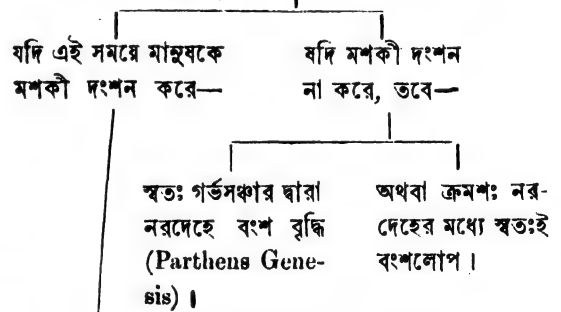 যদি এই সময়ে মানুষকে
মশকী দংশন করে—
যদি মশকী দংশন
না করে, তবে—
স্বতঃ গর্ভসঞ্চার দ্বারা
নরদেহে বংশ বৃদ্ধি
(Parthens Gene-
sis) ।
অথবা ক্রমশঃ নর-
দেহের মধ্যে স্বতঃই
বংশলোপ ।